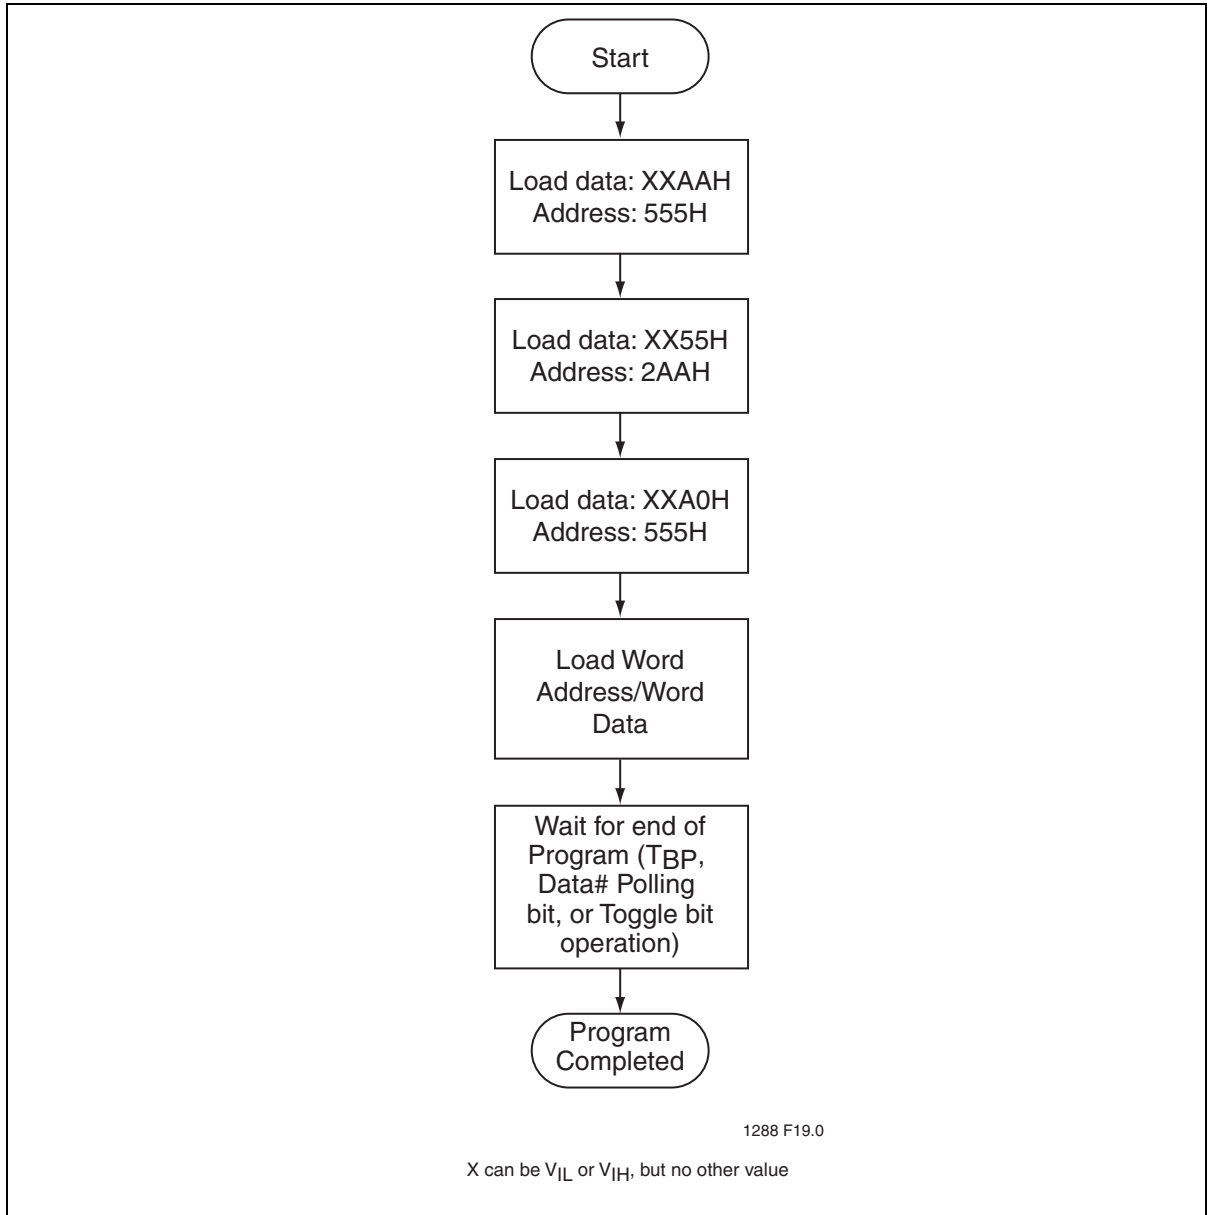 Start
Load data: XXAAH
Address: 555H
Load data: XX55H
Address: 2AAH
Load data: XXA0H
Address: 555H
Load Word
Address/Word
Data
Wait for end of
Program (TBP,
Data# Polling
bit, or Toggle bit
operation)
Program
Completed
1288 F19.0
X can be VIL or VIH, but no other value